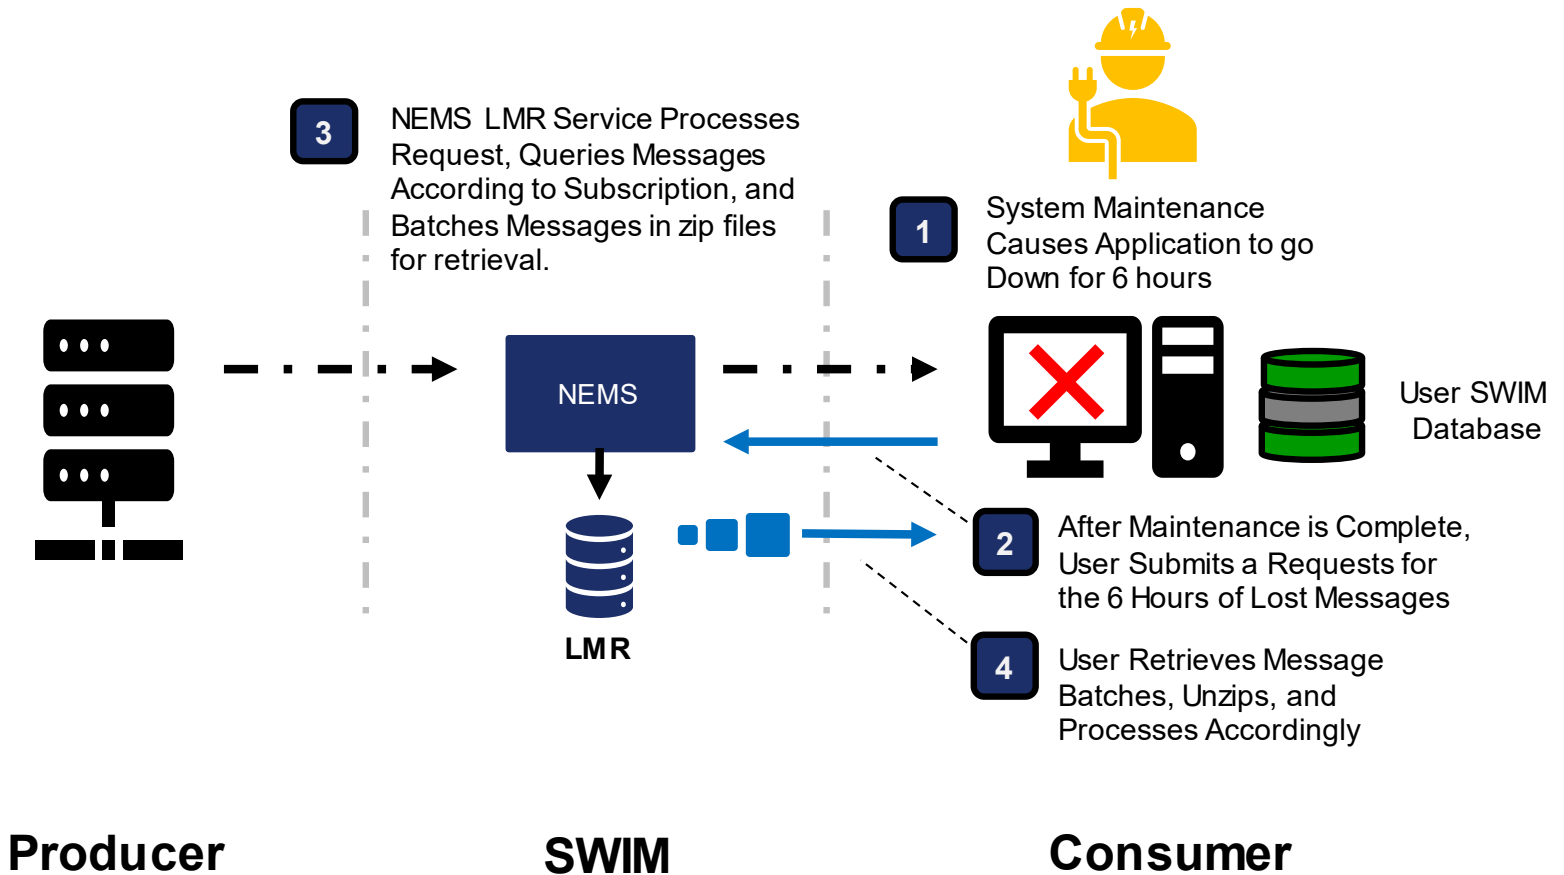 3
NEMS LMR Service Processes
Request, Queries Messages
According to Subscription, and
Batches Messages in zip files
for retrieval.
1
System Maintenance
Causes Application to go
Down for 6 hours
NEMS
User SWIM
Database
LMR
2
After Maintenance is Complete,
User Submits a Requests for
the 6 Hours of Lost Messages
4
User Retrieves Message
Batches, Unzips, and
Processes Accordingly
Producer
SWIM
Consumer